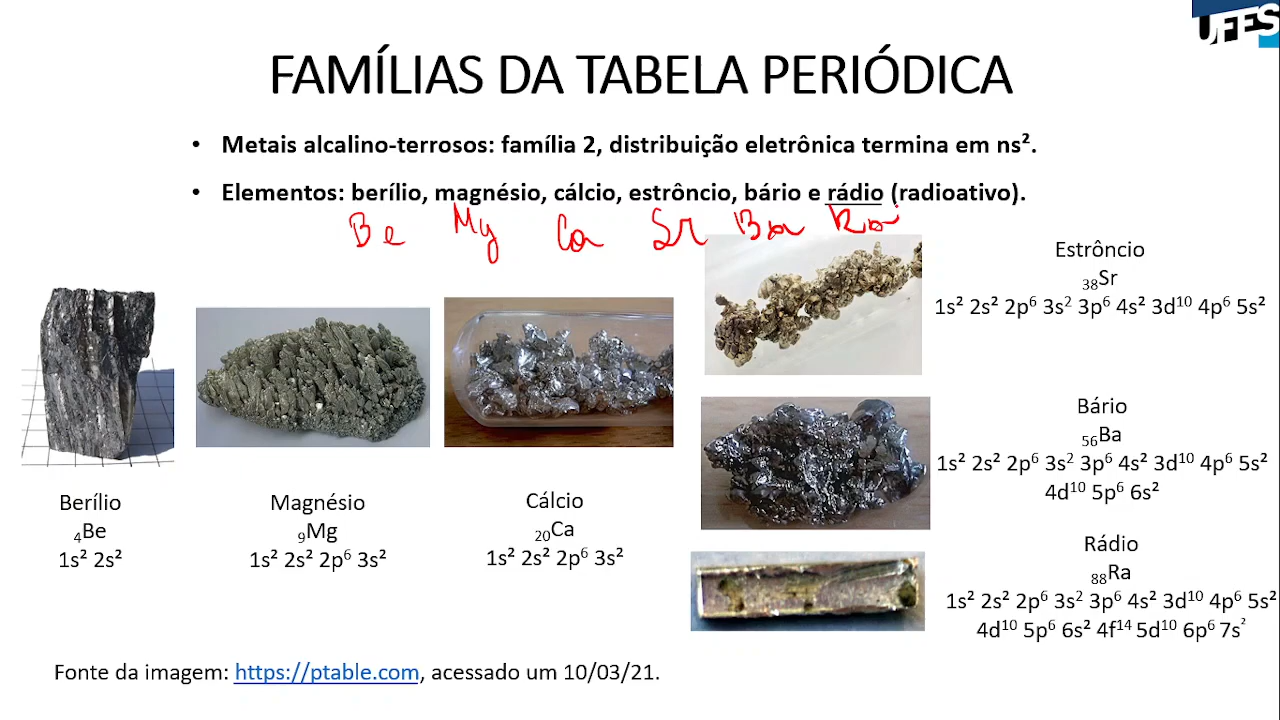 UFES
FAMÍLIAS DA TABELA PERIÓDICA
• Metais alcalino-terrosos: família 2, distribuição eletrônica termina em ns².
• Elementos: berílio, magnésio, cálcio, estrôncio, bário e rádio (radioativo).
Be Mg Ca Sr Ba Ra
Estrôncio
₃₈Sr
1s² 2s² 2p⁶ 3s² 3p⁶ 4s² 3d¹⁰ 4p⁶ 5s²
Bário
₅₆Ba
1s² 2s² 2p⁶ 3s² 3p⁶ 4s² 3d¹⁰ 4p⁶ 5s²
4d¹⁰ 5p⁶ 6s²
Berílio
₄Be
1s² 2s²
Magnésio
₉Mg
1s² 2s² 2p⁶ 3s²
Cálcio
₂₀Ca
1s² 2s² 2p⁶ 3s²
Rádio
₈₈Ra
1s² 2s² 2p⁶ 3s² 3p⁶ 4s² 3d¹⁰ 4p⁶ 5s²
4d¹⁰ 5p⁶ 6s² 4f¹⁴ 5d¹⁰ 6p⁶ 7s²
Fonte da imagem: https://ptable.com, acessado um 10/03/21.